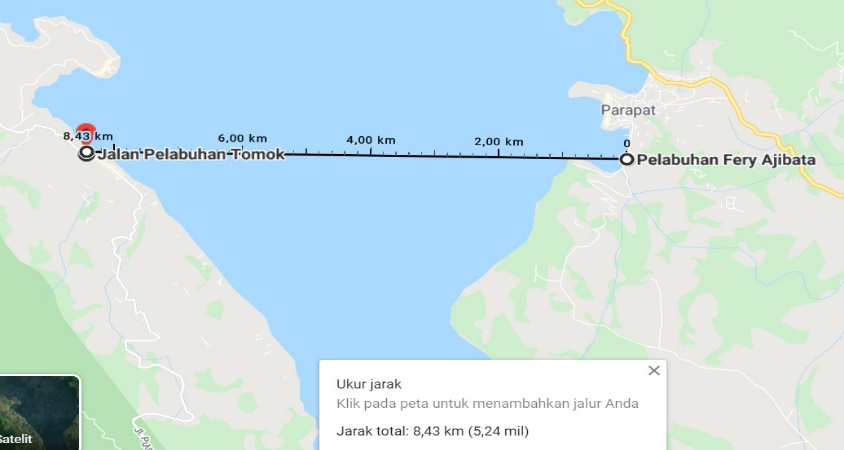 Parapat
8,43 km
6,00 km
4,00 km
2,00 km
0
Jalan Pelabuhan Tomok
Pelabuhan Fery Ajibata
Ukur jarak
Klik pada peta untuk menambahkan jalur Anda
Jarak total: 8,43 km (5,24 mil)
Satelit